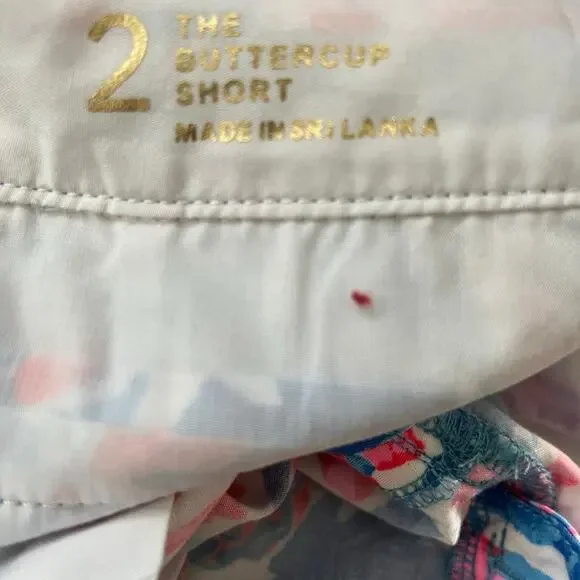 2
THE
BUTTERCUP
SHORT
MADE IN SRI LANKA